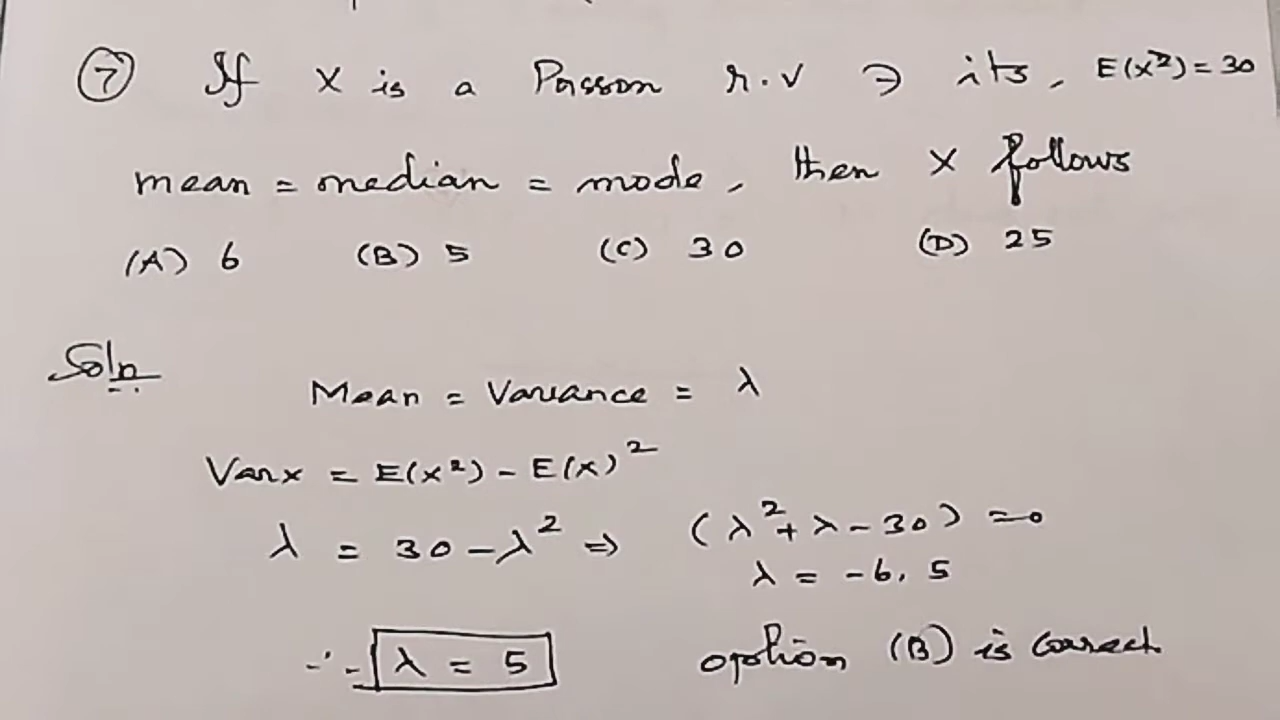 ⑦ If X is a Poisson r.v ∋ its, E(X²) = 30
mean = median = mode, then X follows
(A) 6 (B) 5 (C) 30 (D) 25
Soln
Mean = Variance = λ
Var X = E(X²) - E(X)²
λ = 30 - λ² ⇒ (λ² + λ - 30) = 0
λ = -6, 5
∴ λ = 5 option (B) is correct